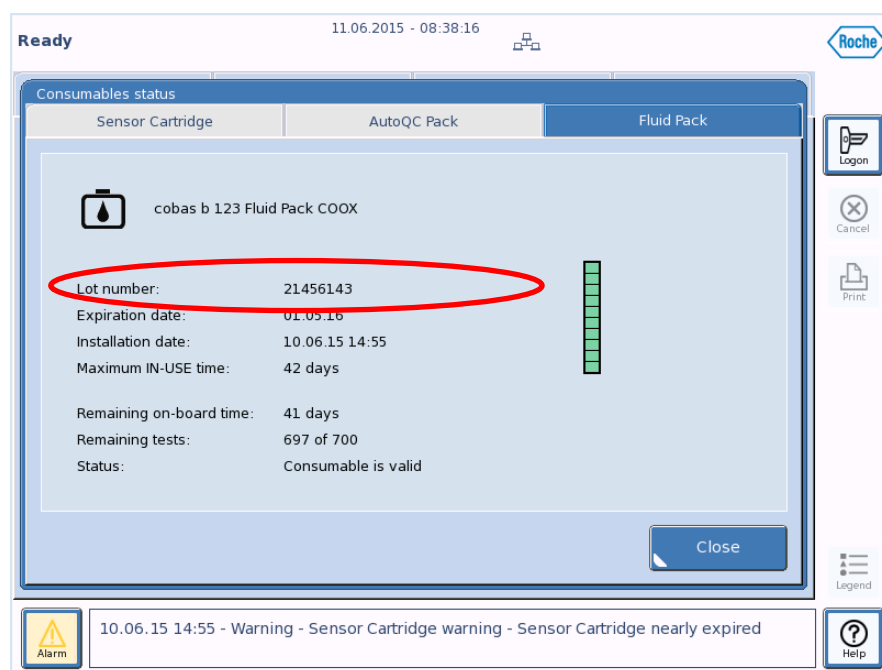 Ready
11.06.2015 - 08:38:16
Roche
Consumables status
Sensor Cartridge AutoQC Pack Fluid Pack
Logon
cobas b 123 Fluid Pack COOX
Cancel
Lot number: 21456143
Print
Expiration date: 01.05.16
Installation date: 10.06.15 14:55
Maximum IN-USE time: 42 days
Remaining on-board time: 41 days
Remaining tests: 697 of 700
Status: Consumable is valid
Close
Legend
10.06.15 14:55 - Warning - Sensor Cartridge warning - Sensor Cartridge nearly expired
Alarm
Help